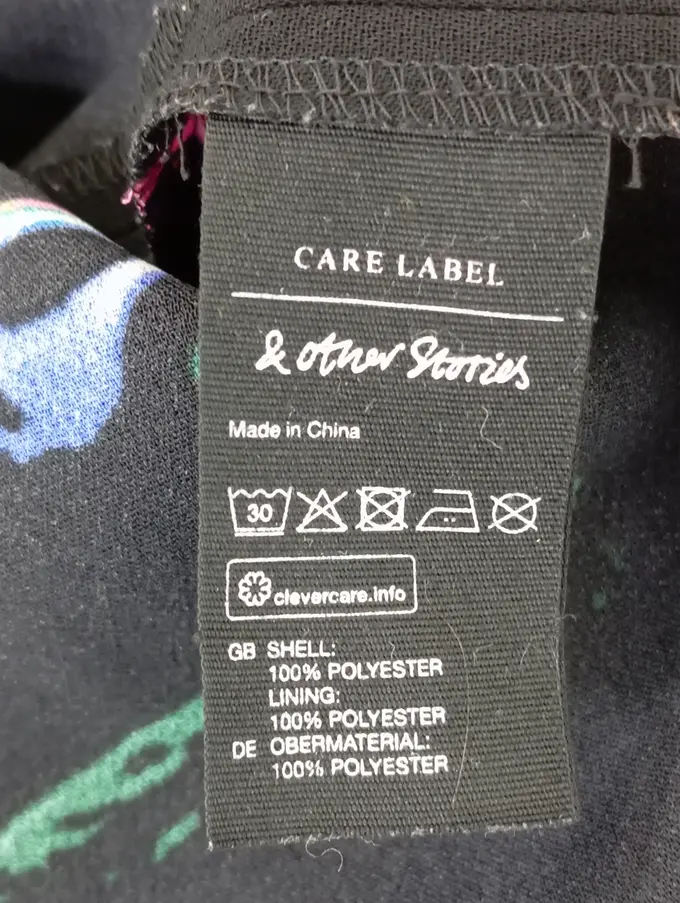 CARE LABEL
& other Stories
Made in China
30
clevercare.info
GB SHELL:
100% POLYESTER
LINING:
100% POLYESTER
DE OBERMATERIAL:
100% POLYESTER